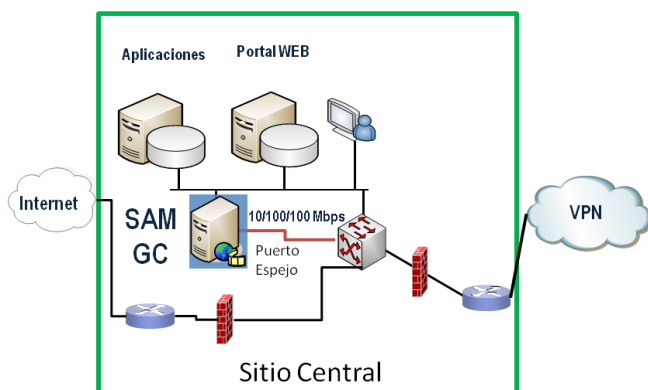 Aplicaciones
Portal WEB
Internet
SAM
GC
10/100/100 Mbps
Puerto
Espejo
VPN
Sitio Central